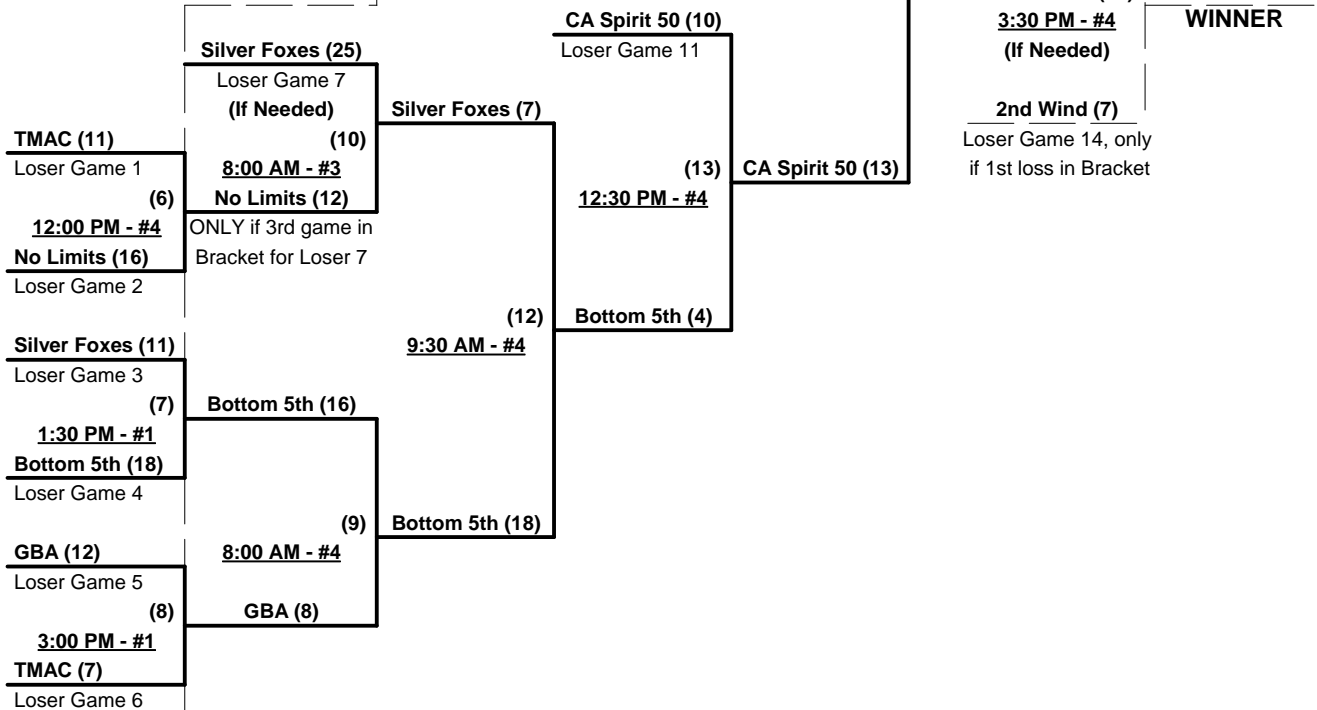 CA Spirit 50 (10)
Loser Game 11
3:30 PM - #4
(If Needed)
WINNER
Silver Foxes (25)
Loser Game 7
(If Needed)
(10)
8:00 AM - #3
No Limits (12)
ONLY if 3rd game in
Bracket for Loser 7
Silver Foxes (7)
2nd Wind (7)
Loser Game 14, only
if 1st loss in Bracket
TMAC (11)
Loser Game 1
(6)
12:00 PM - #4
No Limits (16)
Loser Game 2
(13)
12:30 PM - #4
CA Spirit 50 (13)
(12)
9:30 AM - #4
Bottom 5th (4)
Silver Foxes (11)
Loser Game 3
(7)
1:30 PM - #1
Bottom 5th (18)
Loser Game 4
Bottom 5th (16)
(9)
8:00 AM - #4
Bottom 5th (18)
GBA (12)
Loser Game 5
(8)
3:00 PM - #1
TMAC (7)
Loser Game 6
GBA (8)